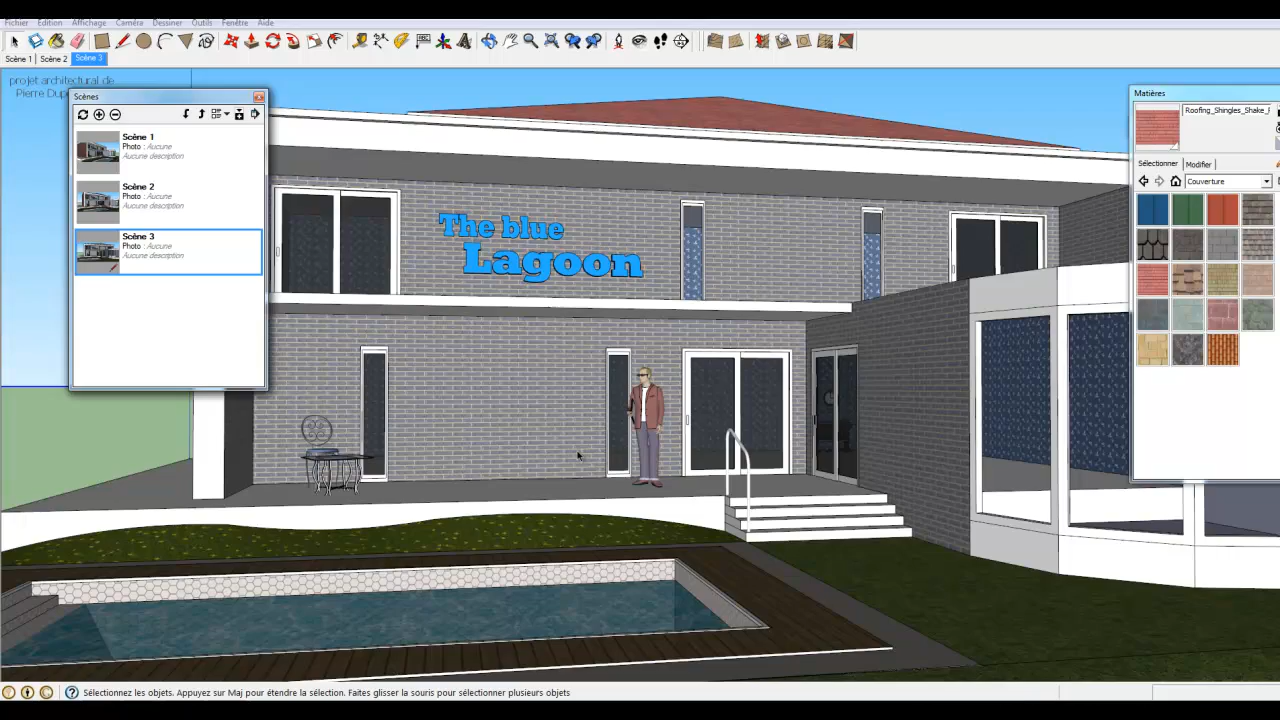 Fichier Edition Affichage Caméra Dessiner Outils Fenêtre Aide
Scène 1 Scène 2 Scène 3
projet architectural de
Pierre
Scènes
Scène 1
Photo : Aucune
Aucune description
Scène 2
Photo : Aucune
Aucune description
Scène 3
Photo : Aucune
Aucune description
The blue
Lagoon
Matières
Roofing_Shingles_Shake_
Sélectionner Modifier
Couverture
Sélectionnez les objets. Appuyez sur Maj pour étendre la sélection. Faites glisser la souris pour sélectionner plusieurs objets